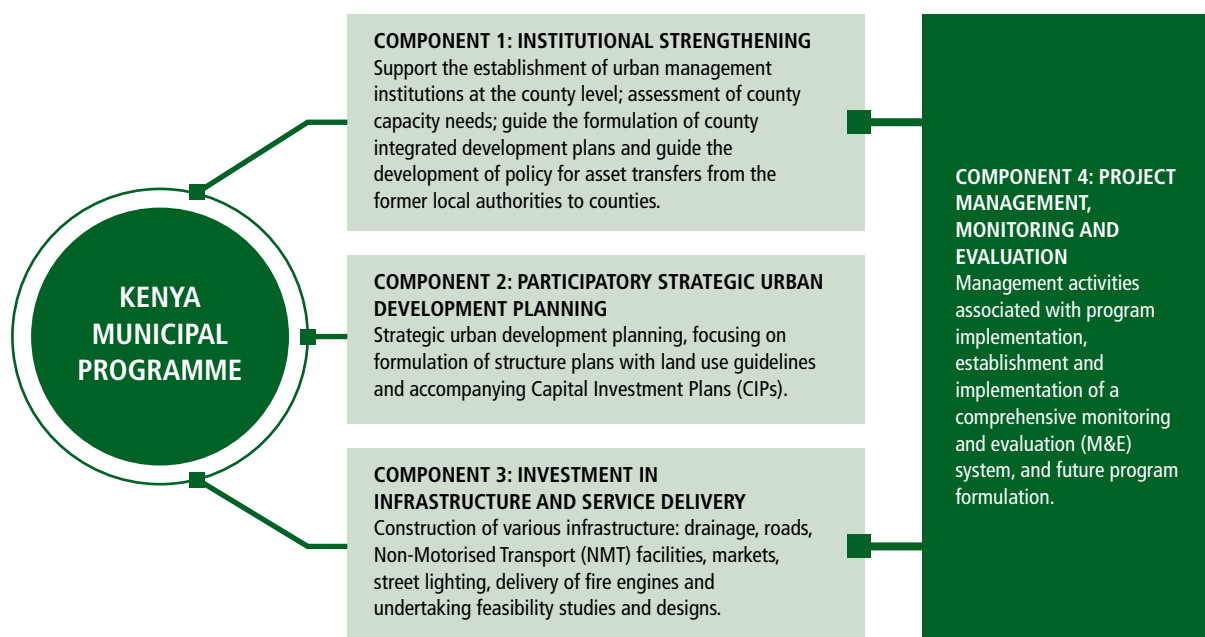 KENYA
MUNICIPAL
PROGRAMME
COMPONENT 1: INSTITUTIONAL STRENGTHENING
Support the establishment of urban management
institutions at the county level; assessment of county
capacity needs; guide the formulation of county
integrated development plans and guide the
development of policy for asset transfers from the
former local authorities to counties.
COMPONENT 2: PARTICIPATORY STRATEGIC URBAN
DEVELOPMENT PLANNING
Strategic urban development planning, focusing on
formulation of structure plans with land use guidelines
and accompanying Capital Investment Plans (CIPs).
COMPONENT 3: INVESTMENT IN
INFRASTRUCTURE AND SERVICE DELIVERY
Construction of various infrastructure: drainage, roads,
Non-Motorised Transport (NMT) facilities, markets,
street lighting, delivery of fire engines and
undertaking feasibility studies and designs.
COMPONENT 4: PROJECT
MANAGEMENT,
MONITORING AND
EVALUATION
Management activities
associated with program
implementation,
establishment and
implementation of a
comprehensive monitoring
and evaluation (M&E)
system, and future program
formulation.